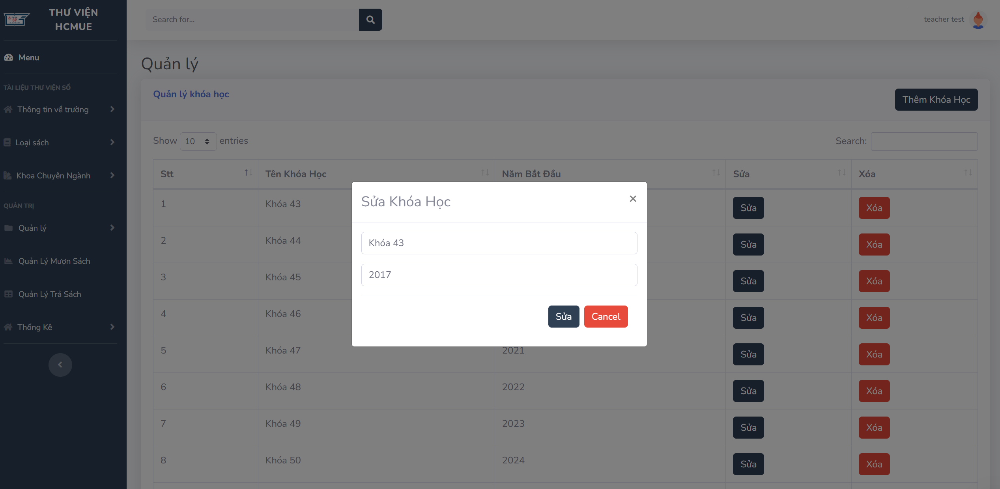 THƯ VIỆN
HCMUE
Menu
TÀI LIỆU THƯ VIỆN SỐ
Thông tin về trường
Loại sách
Khoa Chuyên Ngành
QUẢN TRỊ
Quản lý
Quản Lý Mượn Sách
Quản Lý Trả Sách
Thống Kê
Search for...
teacher test
Quản lý
Quản lý khóa học
Thêm Khóa Học
Show 10 entries
Search:
Stt Tên Khóa Học Năm Bắt Đầu Sửa Xóa
1 Khóa 43 Sửa Xóa
2 Khóa 44 Sửa Xóa
3 Khóa 45 Sửa Xóa
4 Khóa 46 Sửa Xóa
5 Khóa 47 2021 Sửa Xóa
6 Khóa 48 2022 Sửa Xóa
7 Khóa 49 2023 Sửa Xóa
8 Khóa 50 2024 Sửa Xóa
Sửa Khóa Học
×
Khóa 43
2017
Sửa Cancel